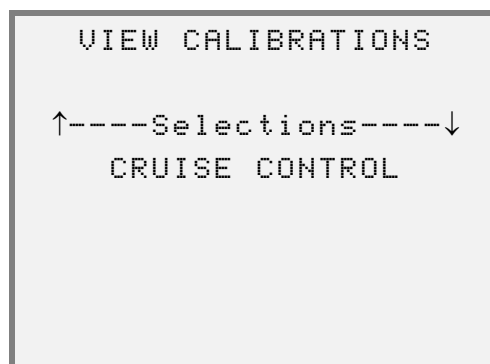 VIEW CALIBRATIONS
↑----Selections----↓
CRUISE CONTROL